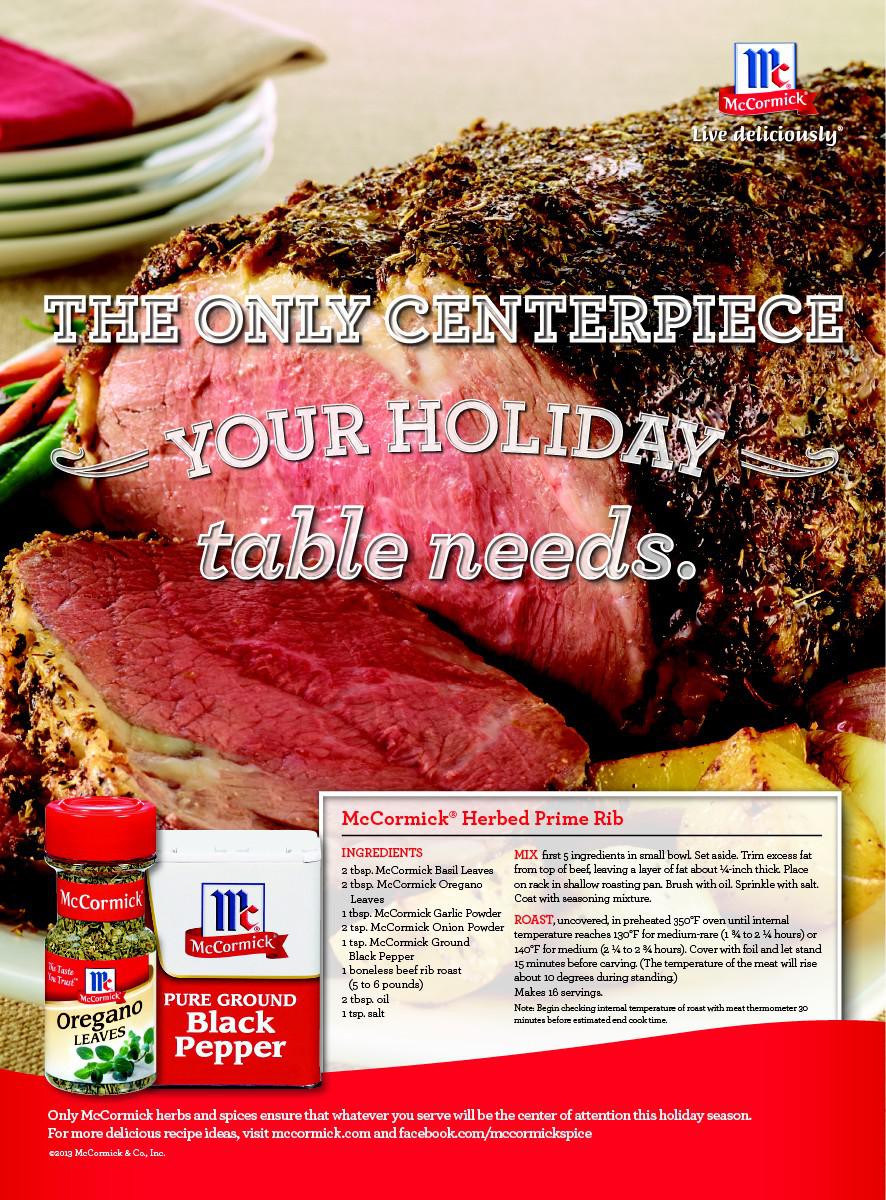 Mc
McCormick®
Live deliciously®
THE ONLY CENTERPIECE
YOUR HOLIDAY
table needs.
McCormick® Herbed Prime Rib
INGREDIENTS
2 tbsp. McCormick Basil Leaves
2 tbsp. McCormick Oregano
Leaves
1 tbsp. McCormick Garlic Powder
2 tsp. McCormick Onion Powder
1 tsp. McCormick Ground
Black Pepper
1 boneless beef rib roast
(5 to 6 pounds)
2 tbsp. oil
1 tsp. salt
MIX first 5 ingredients in small bowl. Set aside. Trim excess fat
from top of beef, leaving a layer of fat about ¼-inch thick. Place
on rack in shallow roasting pan. Brush with oil. Sprinkle with salt.
Coat with seasoning mixture.
ROAST, uncovered, in preheated 350°F oven until internal
temperature reaches 130°F for medium-rare (1 ¾ to 2 ¼ hours) or
140°F for medium (2 ¼ to 2 ¾ hours). Cover with foil and let stand
15 minutes before carving. (The temperature of the meat will rise
about 10 degrees during standing.)
Makes 16 servings.
Note: Begin checking internal temperature of roast with meat thermometer 30
minutes before estimated end cook time.
McCormick
The Taste
You Trust™
Mc
McCormick
Oregano
LEAVES
Mc
McCormick®
PURE GROUND
Black
Pepper
Only McCormick herbs and spices ensure that whatever you serve will be the center of attention this holiday season.
For more delicious recipe ideas, visit mccormick.com and facebook.com/mccormickspice
©2013 McCormick & Co., Inc.